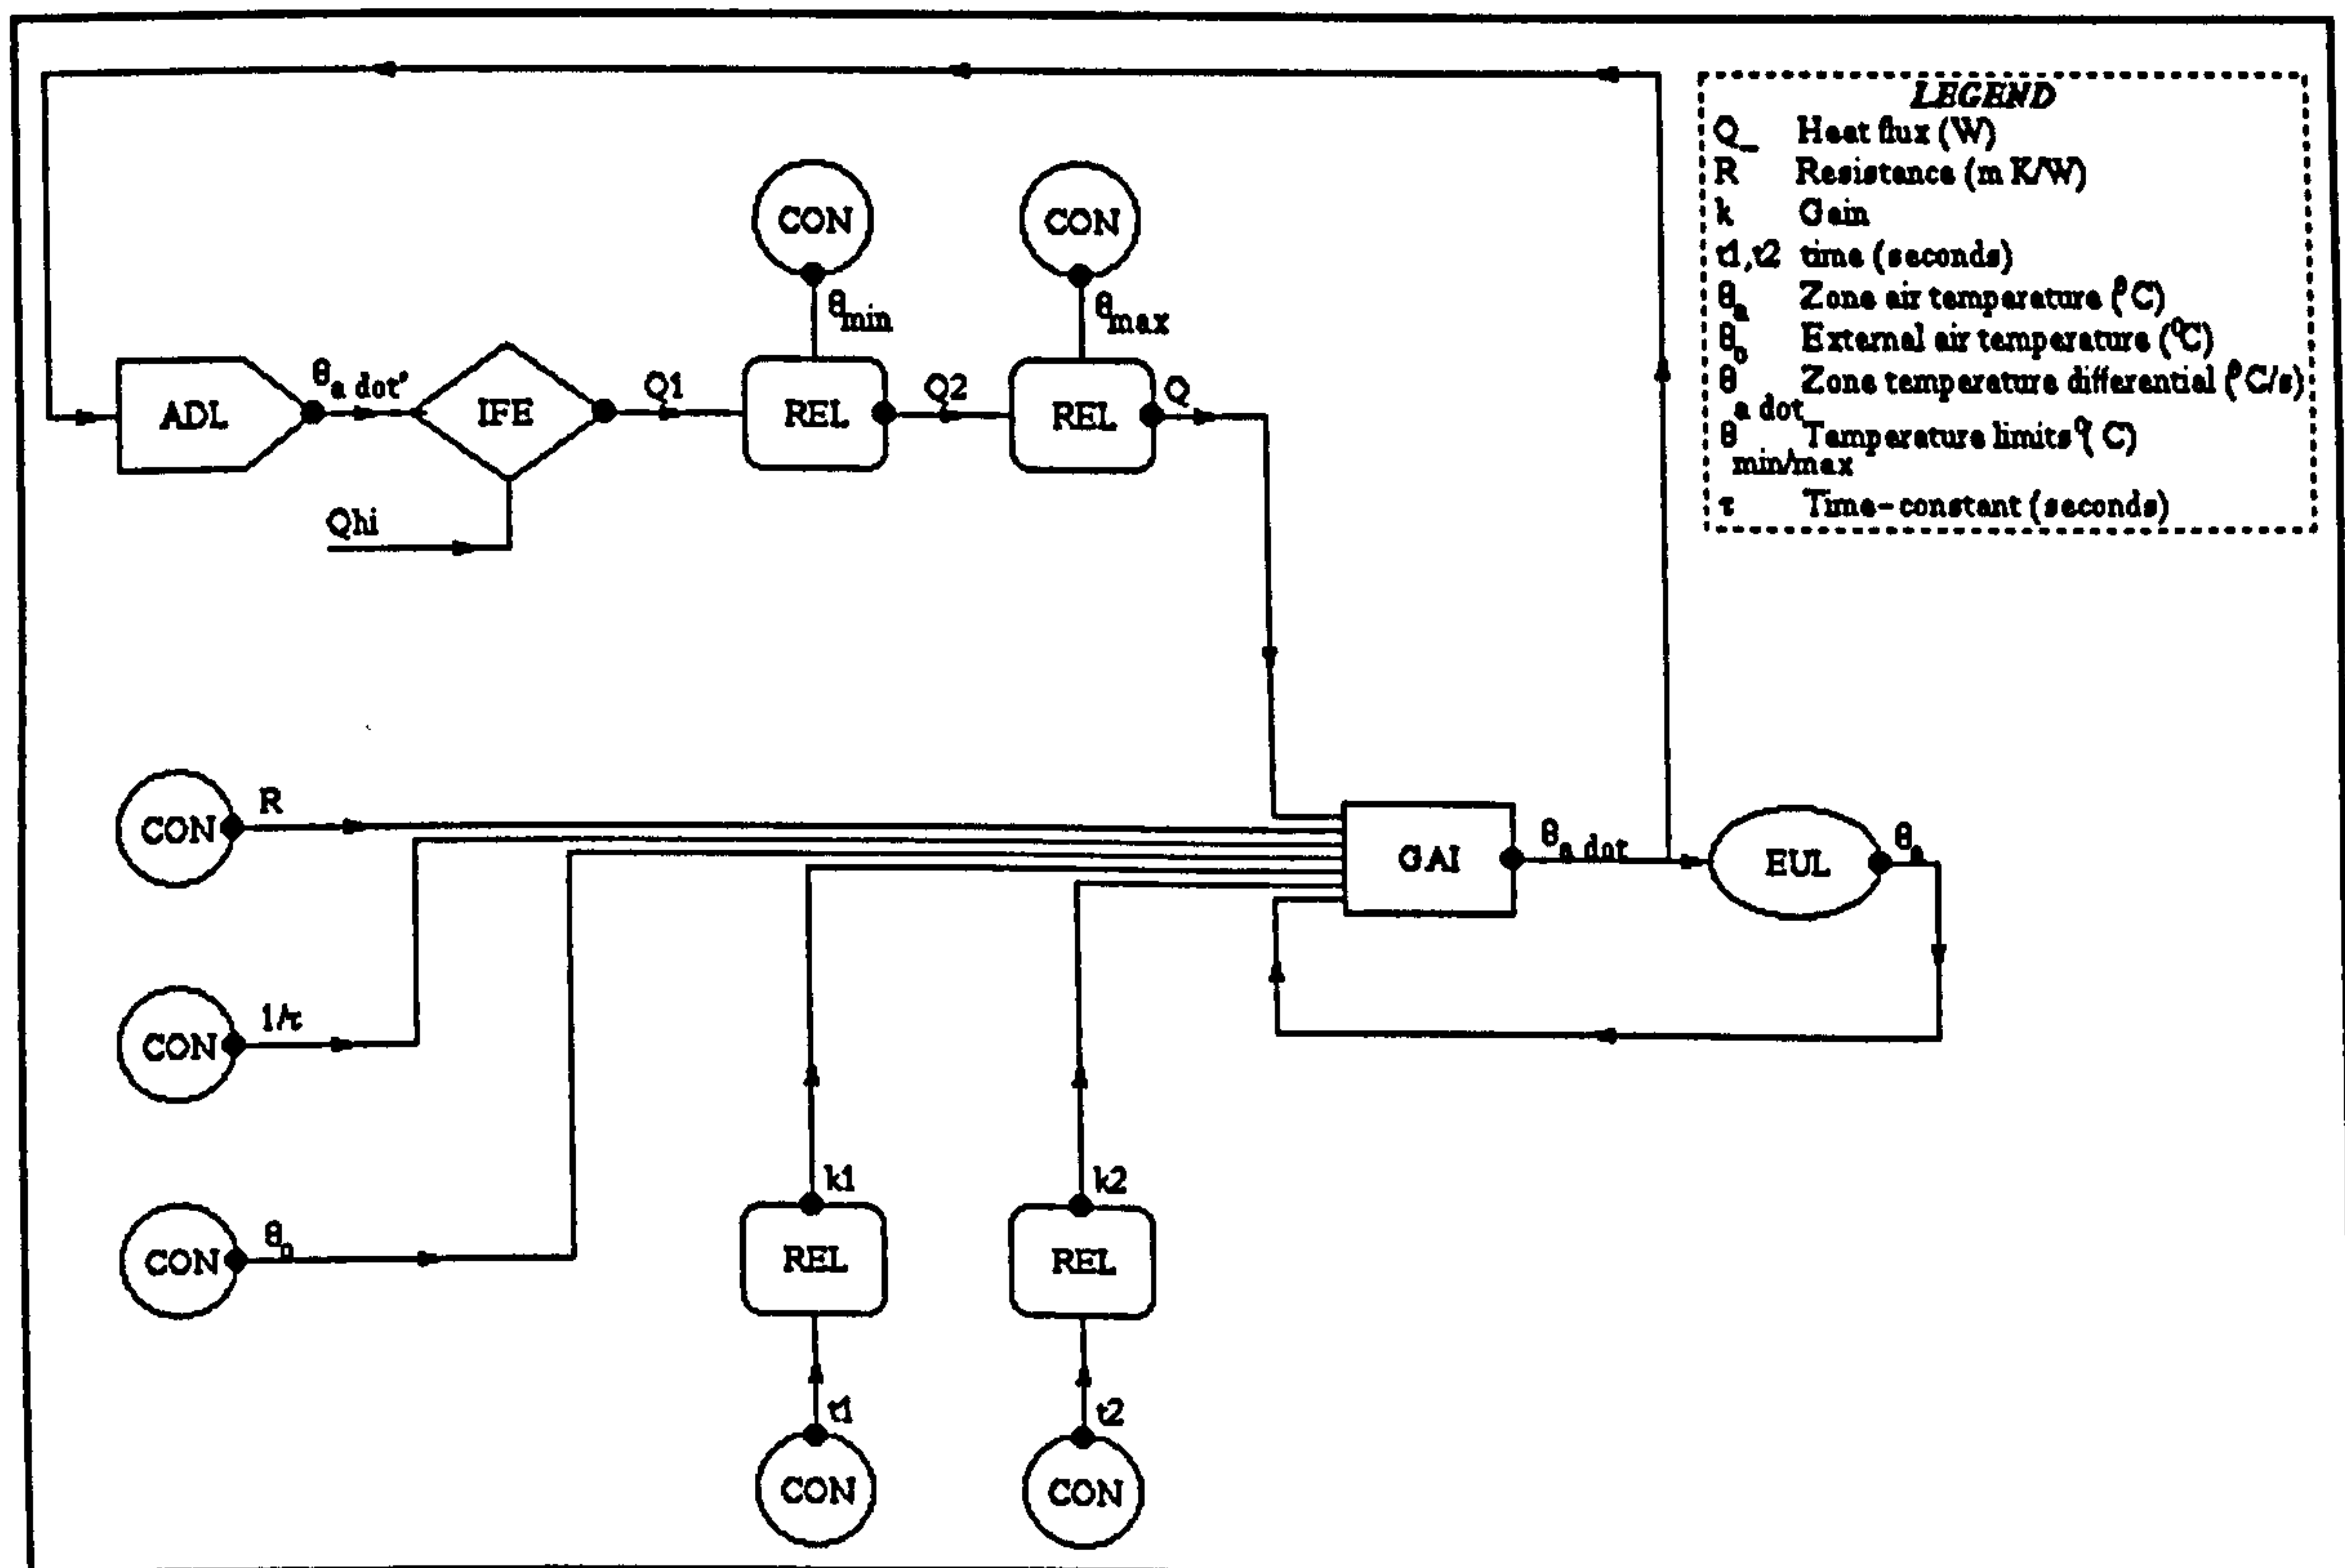 LEGEND
Q_ Heat flux (W)
R Resistance (m K/W)
k Gain
t1,t2 time (seconds)
θa Zone air temperature (°C)
θo External air temperature (°C)
θ Zone temperature differential (°C/s)
a dot
θ Temperature limits (°C)
min/max
τ Time-constant (seconds)
CON
CON
θmin
θmax
ADL
θa dot'
IFE
Q1
REL
Q2
REL
Q
Qhi
CON
R
GAI
θa dot
EUL
θa
CON
1/τ
CON
θo
k1
k2
REL
REL
t1
t2
CON
CON